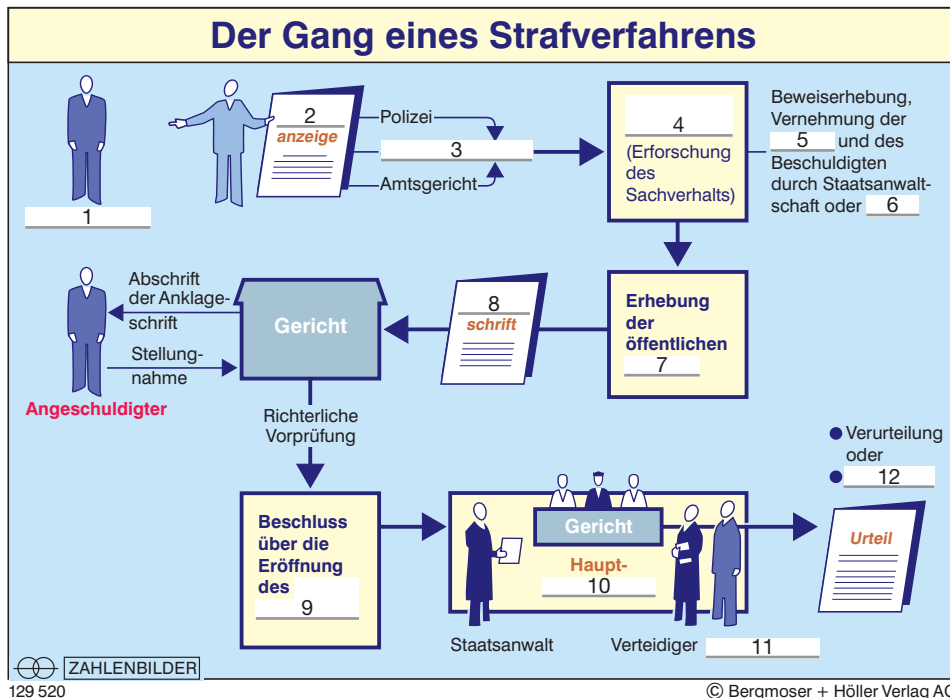 Der Gang eines Strafverfahrens
1
2
anzeige
Polizei
3
Amtsgericht
4
(Erforschung
des
Sachverhalts)
Beweiserhebung,
Vernehmung der
5 und des
Beschuldigten
durch Staatsanwalt-
schaft oder 6
Abschrift
der Anklage-
schrift
Stellung-
nahme
Angeschuldigter
Gericht
8
schrift
Erhebung
der
öffentlichen
7
Richterliche
Vorprüfung
Beschluss
über die
Eröffnung
des
9
Gericht
Haupt-
10
Staatsanwalt
Verteidiger 11
Verurteilung
oder
12
Urteil
ZAHLENBILDER
129 520
© Bergmoser + Höller Verlag AG